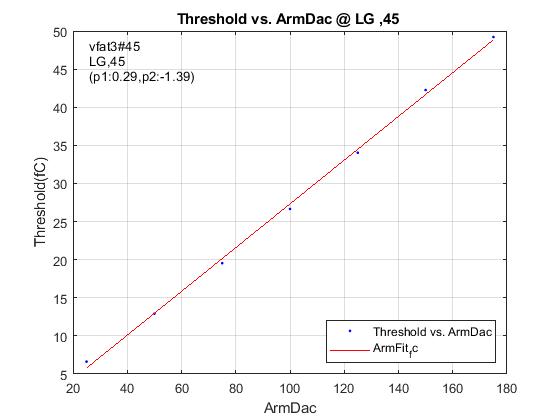 Threshold vs. ArmDac @ LG ,45
vfat3#45
LG,45
(p1:0.29,p2:-1.39)
50
45
40
35
30
25
20
15
10
5
Threshold(fC)
Threshold vs. ArmDac
ArmFitfc
20 40 60 80 100 120 140 160 180
ArmDac